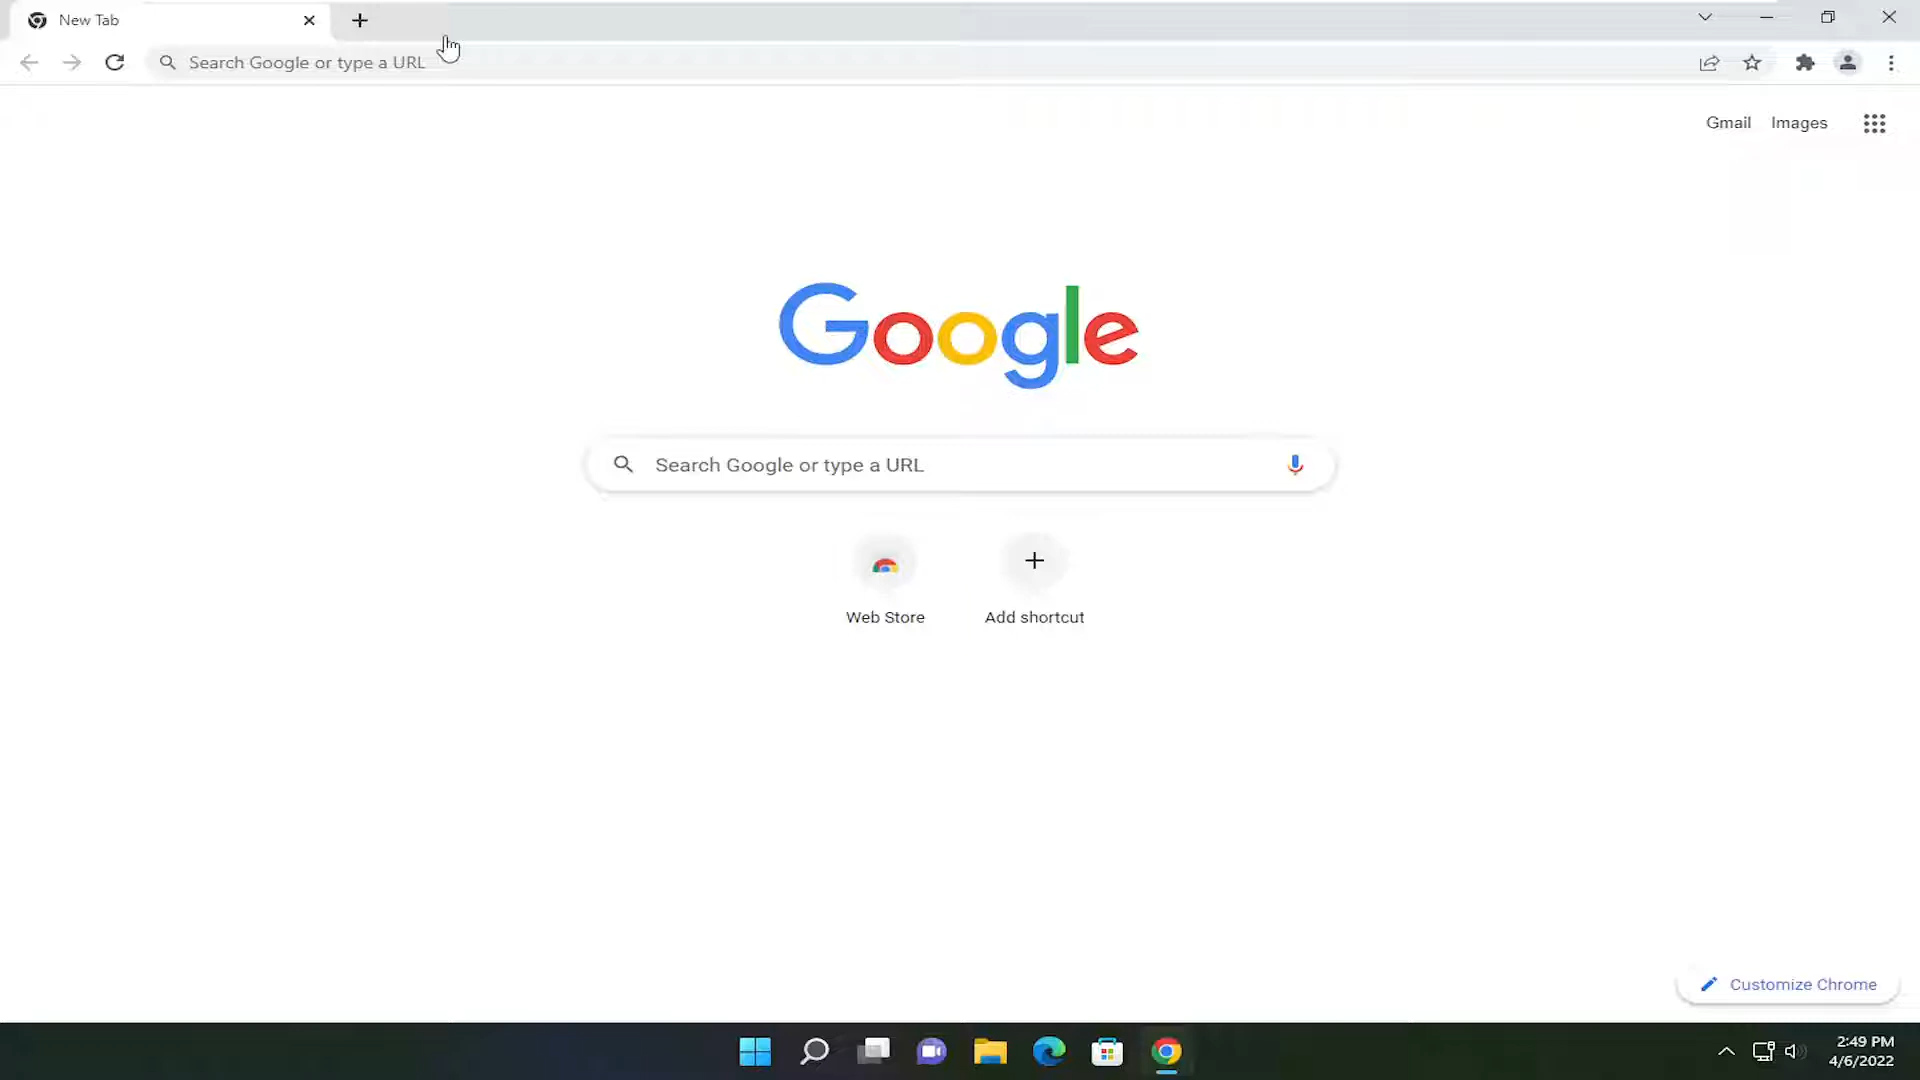 New Tab
Search Google or type a URL
Gmail Images
Google
Search Google or type a URL
Web Store Add shortcut
Customize Chrome
2:49 PM
4/6/2022